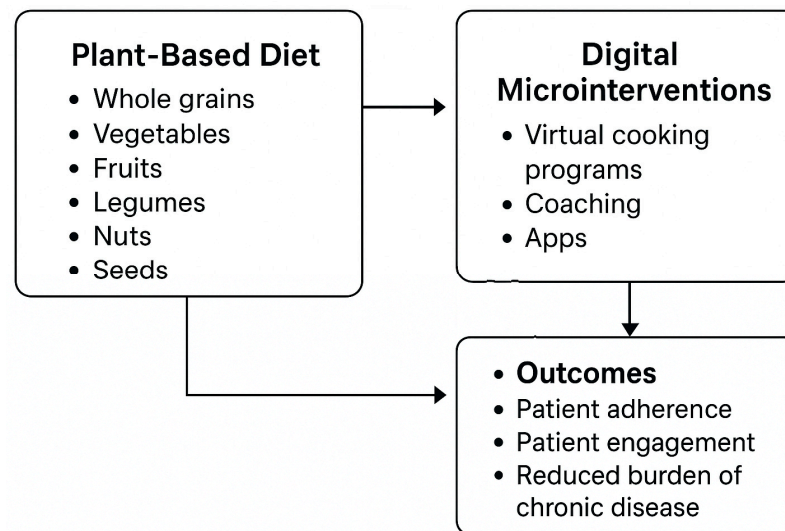 Plant-Based Diet
• Whole grains
• Vegetables
• Fruits
• Legumes
• Nuts
• Seeds
Digital
Microinterventions
• Virtual cooking
programs
• Coaching
• Apps
• Outcomes
• Patient adherence
• Patient engagement
• Reduced burden of
chronic disease